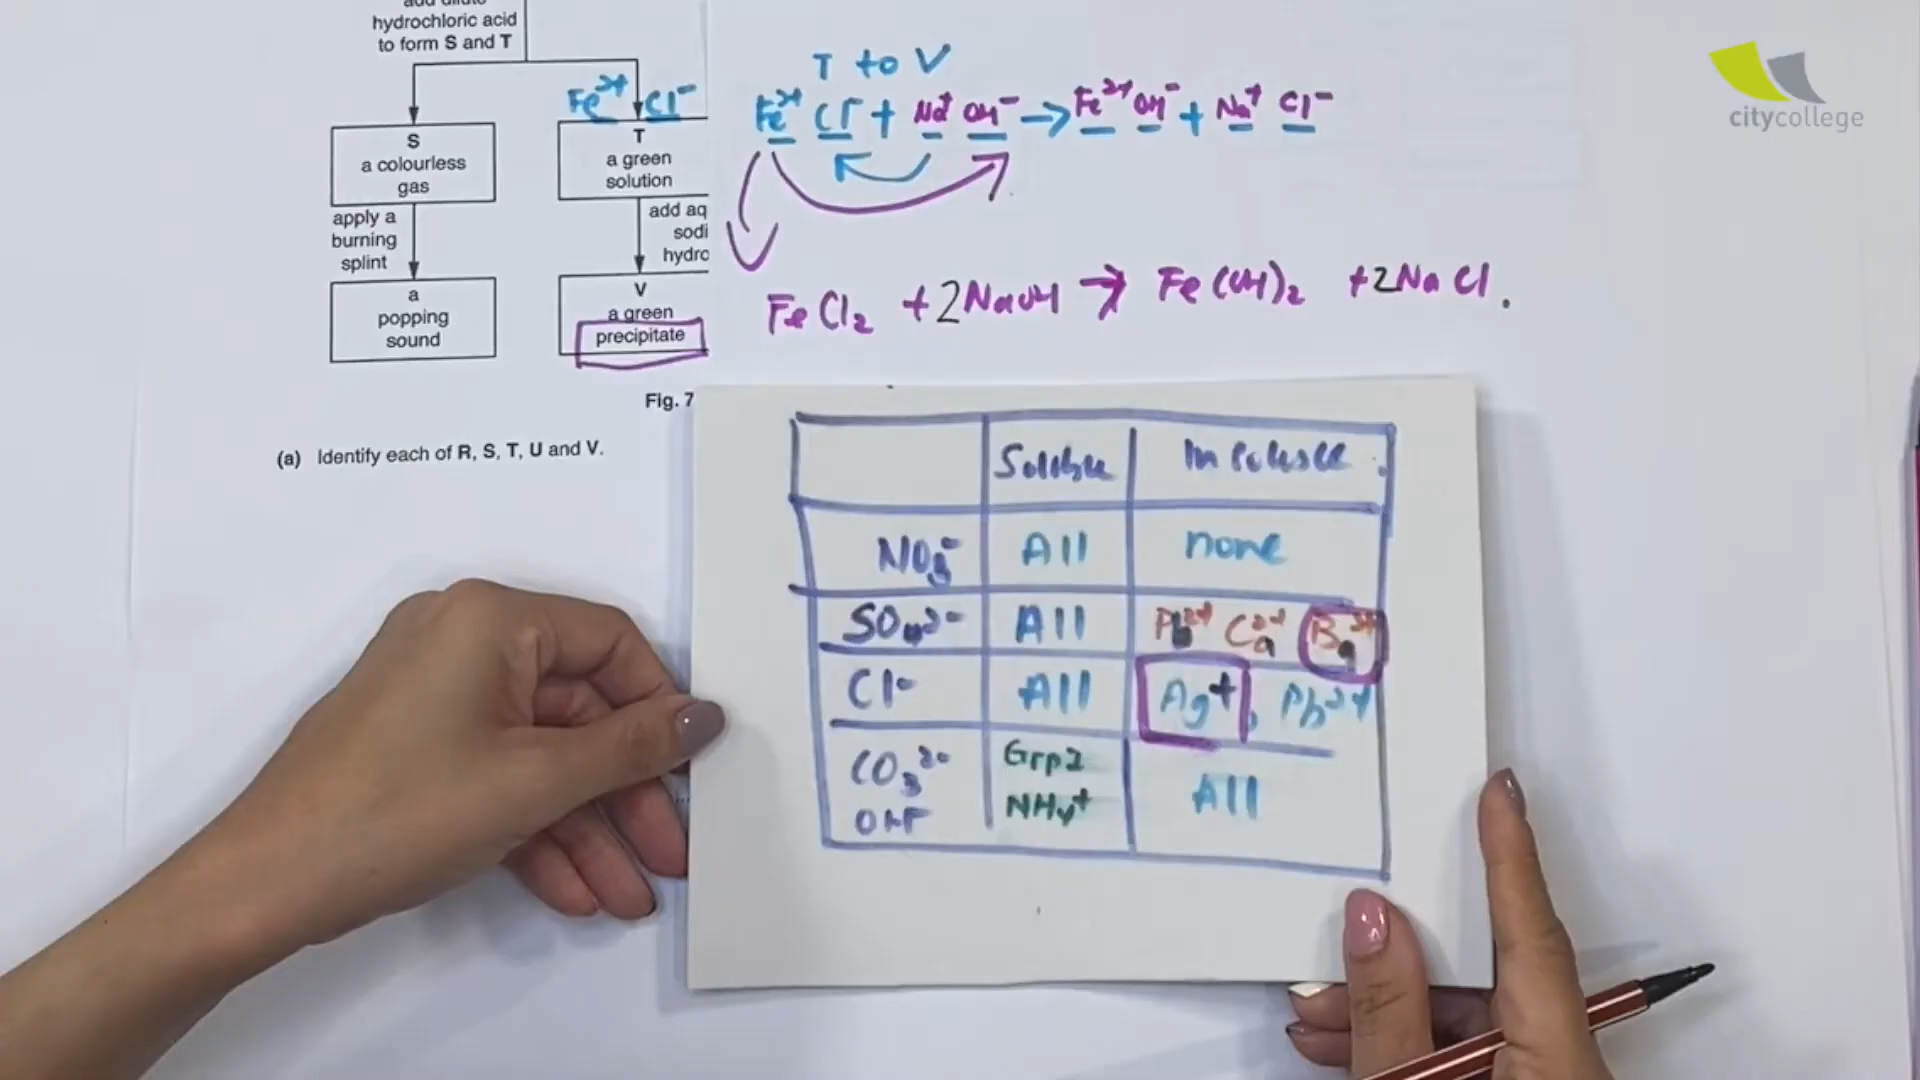 hydrochloric acid
to form S and T
S
a colourless
gas
apply a
burning
splint
a
popping
sound
Fe²⁺ Cl⁻
T
a green
solution
add aq
sodi
hydro
V
a green
precipitate
Fig. 7
(a) Identify each of R, S, T, U and V.
T to V
Fe²⁺ Cl⁻ + Na⁺ OH⁻ → Fe²⁺ OH⁻ + Na⁺ Cl⁻
FeCl₂ + 2NaOH → Fe(OH)₂ + 2NaCl.
citycollege
Soluble Insoluble
NO₃⁻ All none
SO₄²⁻ All Pb²⁺ Ca²⁺ Ba²⁺
Cl⁻ All Ag⁺, Pb²⁺
CO₃²⁻ Grp1 All
OH⁻ NH₄⁺